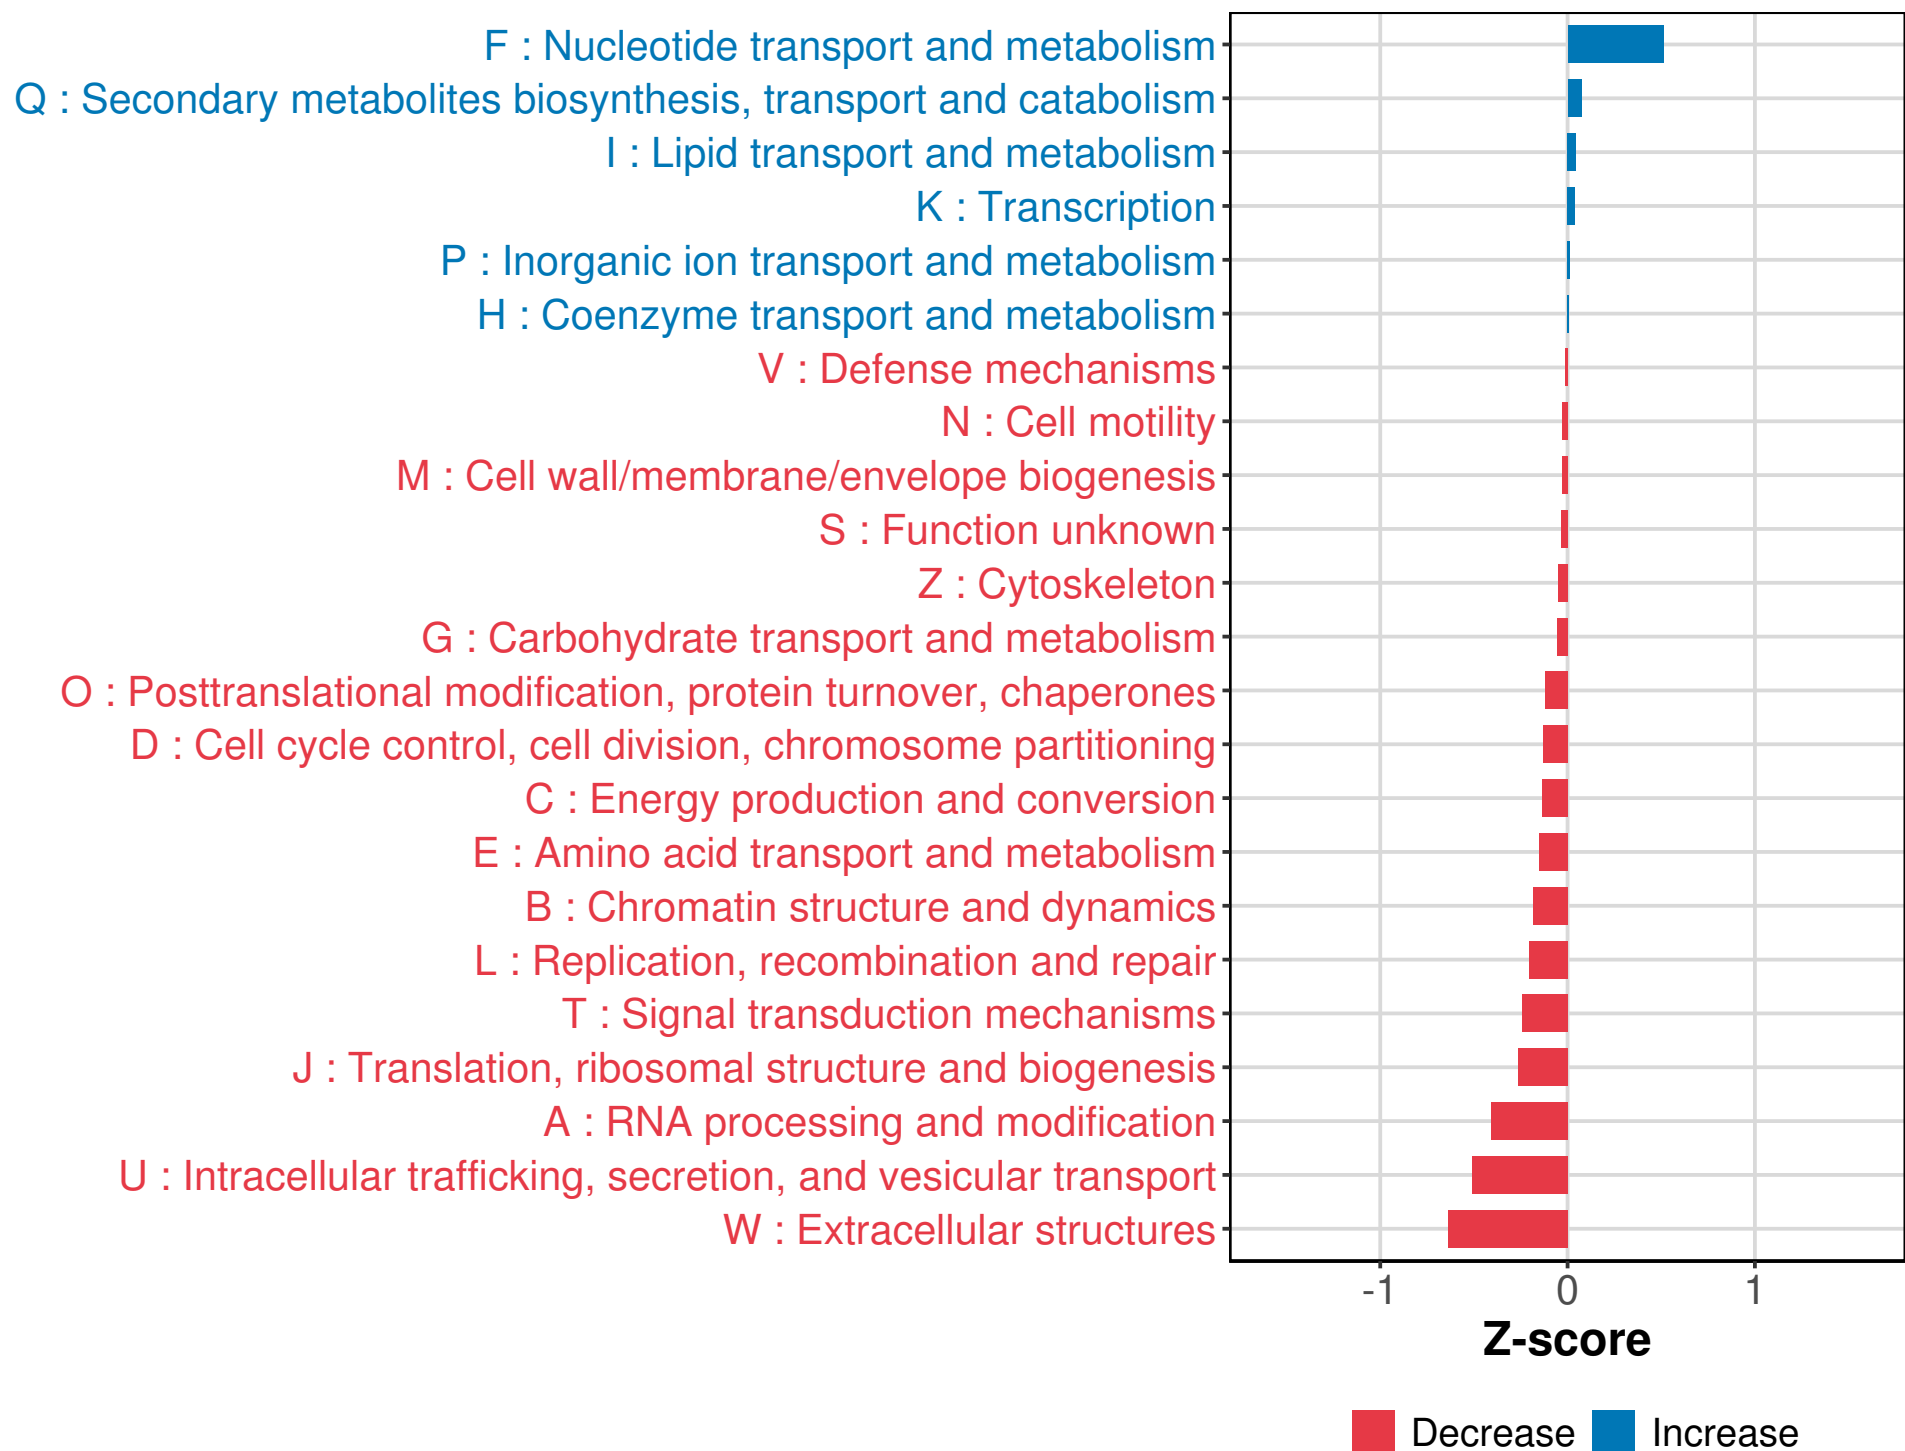 F : Nucleotide transport and metabolism
Q : Secondary metabolites biosynthesis, transport and catabolism
I : Lipid transport and metabolism
K : Transcription
P : Inorganic ion transport and metabolism
H : Coenzyme transport and metabolism
V : Defense mechanisms
N : Cell motility
M : Cell wall/membrane/envelope biogenesis
S : Function unknown
Z : Cytoskeleton
G : Carbohydrate transport and metabolism
O : Posttranslational modification, protein turnover, chaperones
D : Cell cycle control, cell division, chromosome partitioning
C : Energy production and conversion
E : Amino acid transport and metabolism
B : Chromatin structure and dynamics
L : Replication, recombination and repair
T : Signal transduction mechanisms
J : Translation, ribosomal structure and biogenesis
A : RNA processing and modification
U : Intracellular trafficking, secretion, and vesicular transport
W : Extracellular structures
-1 0 1
Z-score
Decrease Increase